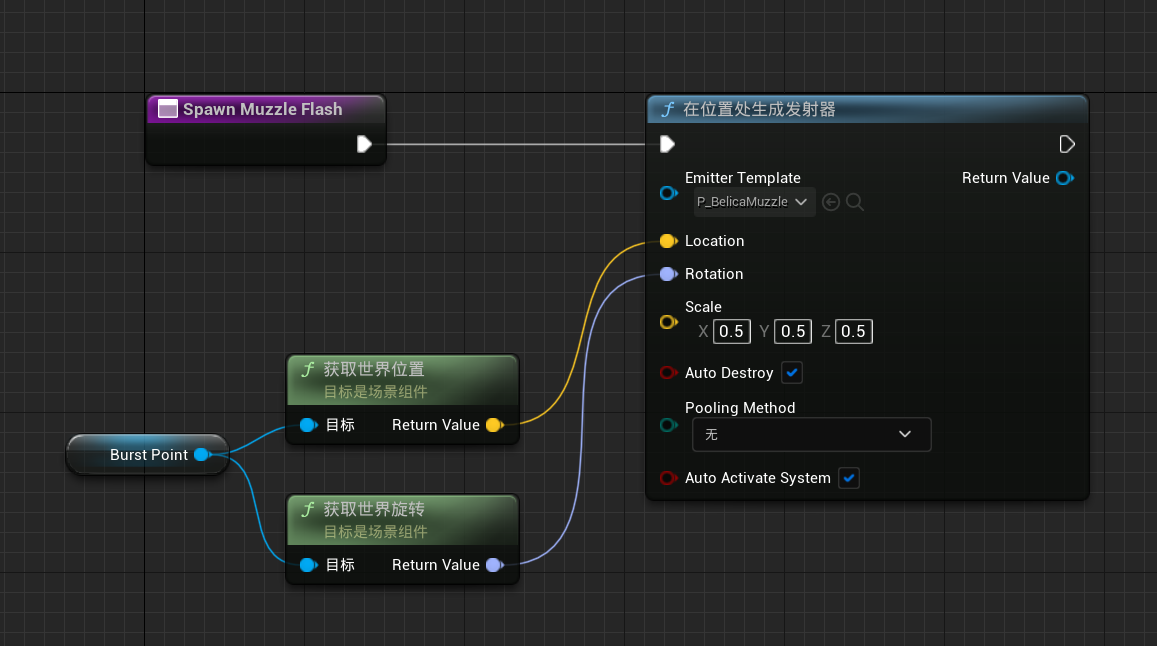 Spawn Muzzle Flash
f 在位置处生成发射器
Emitter Template
Return Value
P_BelicaMuzzle
Location
Rotation
Scale
X 0.5 Y 0.5 Z 0.5
Auto Destroy
Pooling Method
无
Auto Activate System
f 获取世界位置
目标是场景组件
目标 Return Value
Burst Point
f 获取世界旋转
目标是场景组件
目标 Return Value